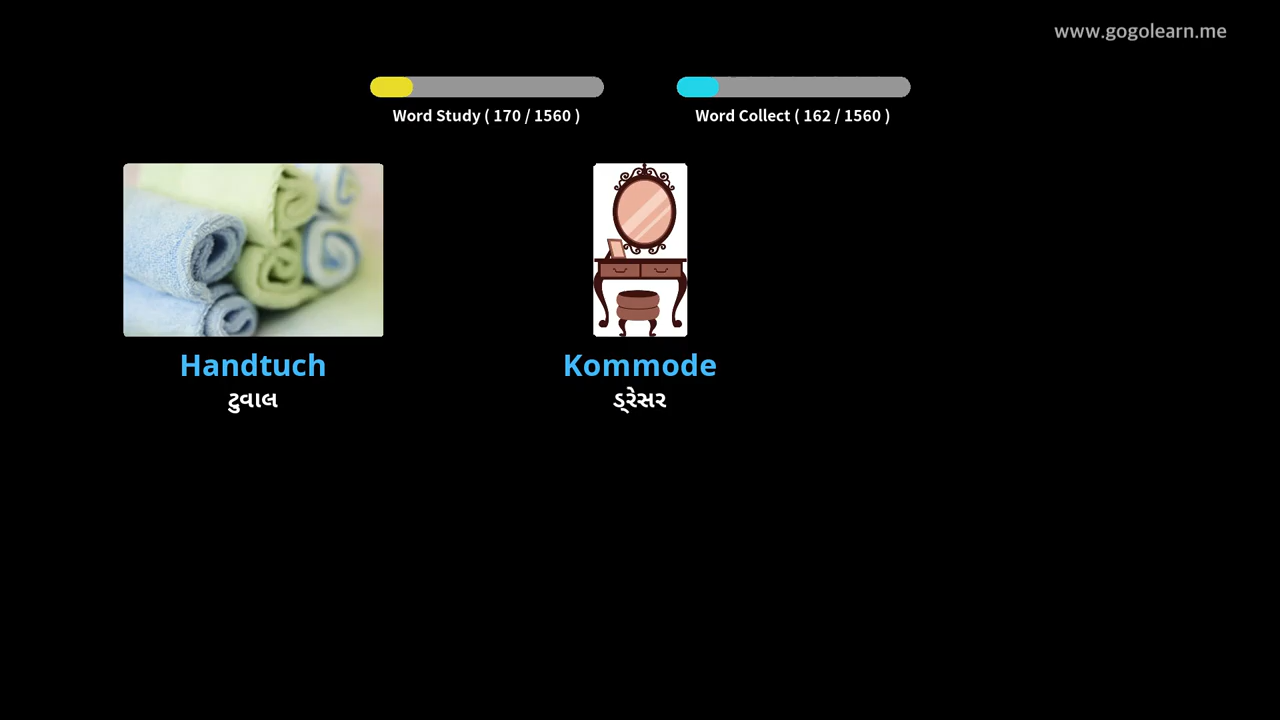 www.gogolearn.me
Word Study ( 170 / 1560 )
Word Collect ( 162 / 1560 )
Handtuch
ટુવાલ
Kommode
ડ્રેસર